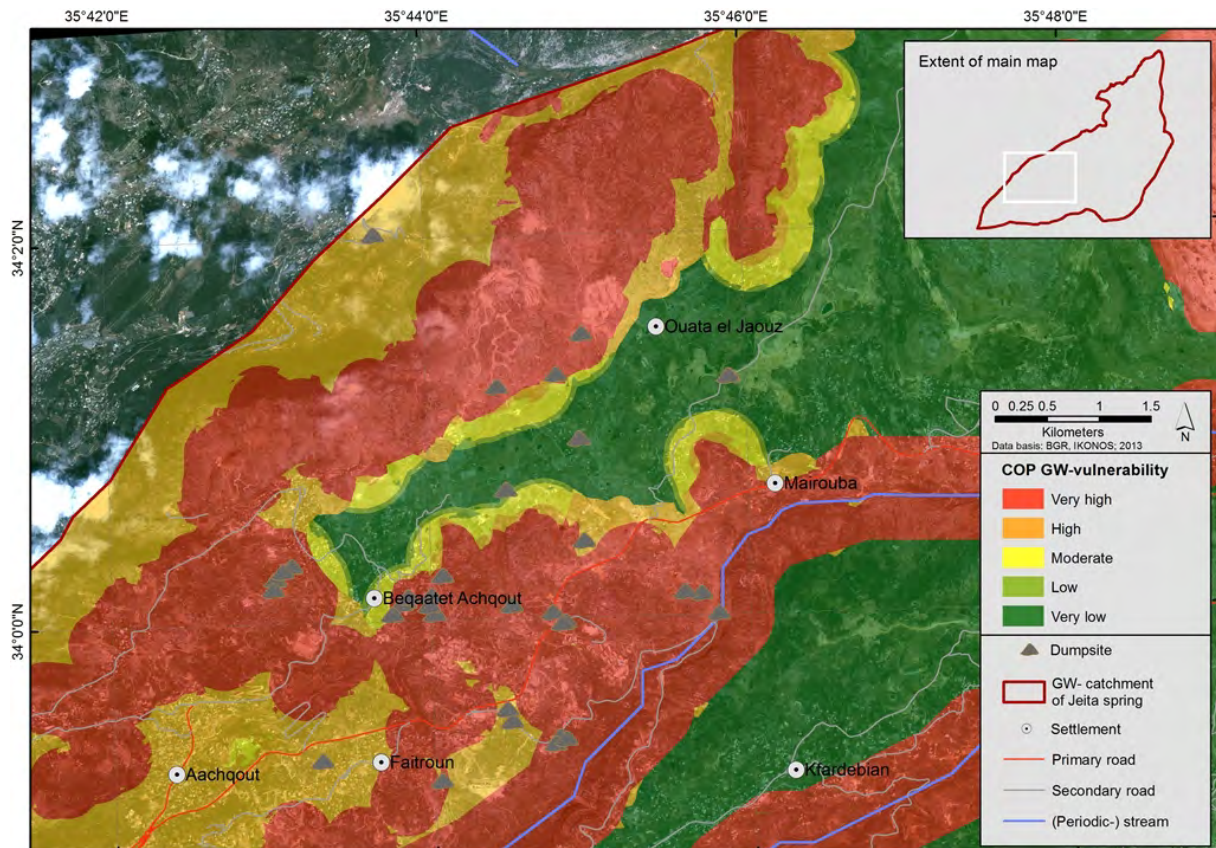 35°42'0"E
35°44'0"E
35°46'0"E
35°48'0"E
34°2'0"N
34°0'0"N
Extent of main map
Ouata el Jaouz
Mairouba
Beqaatet Achqout
Aachqout
Faitroun
Kfardebian
0 0.25 0.5 1 1.5
Kilometers
N
Data basis: BGR, IKONOS; 2013
COP GW-vulnerability
Very high
High
Moderate
Low
Very low
Dumpsite
GW- catchment
of Jeita spring
Settlement
Primary road
Secondary road
(Periodic-) stream